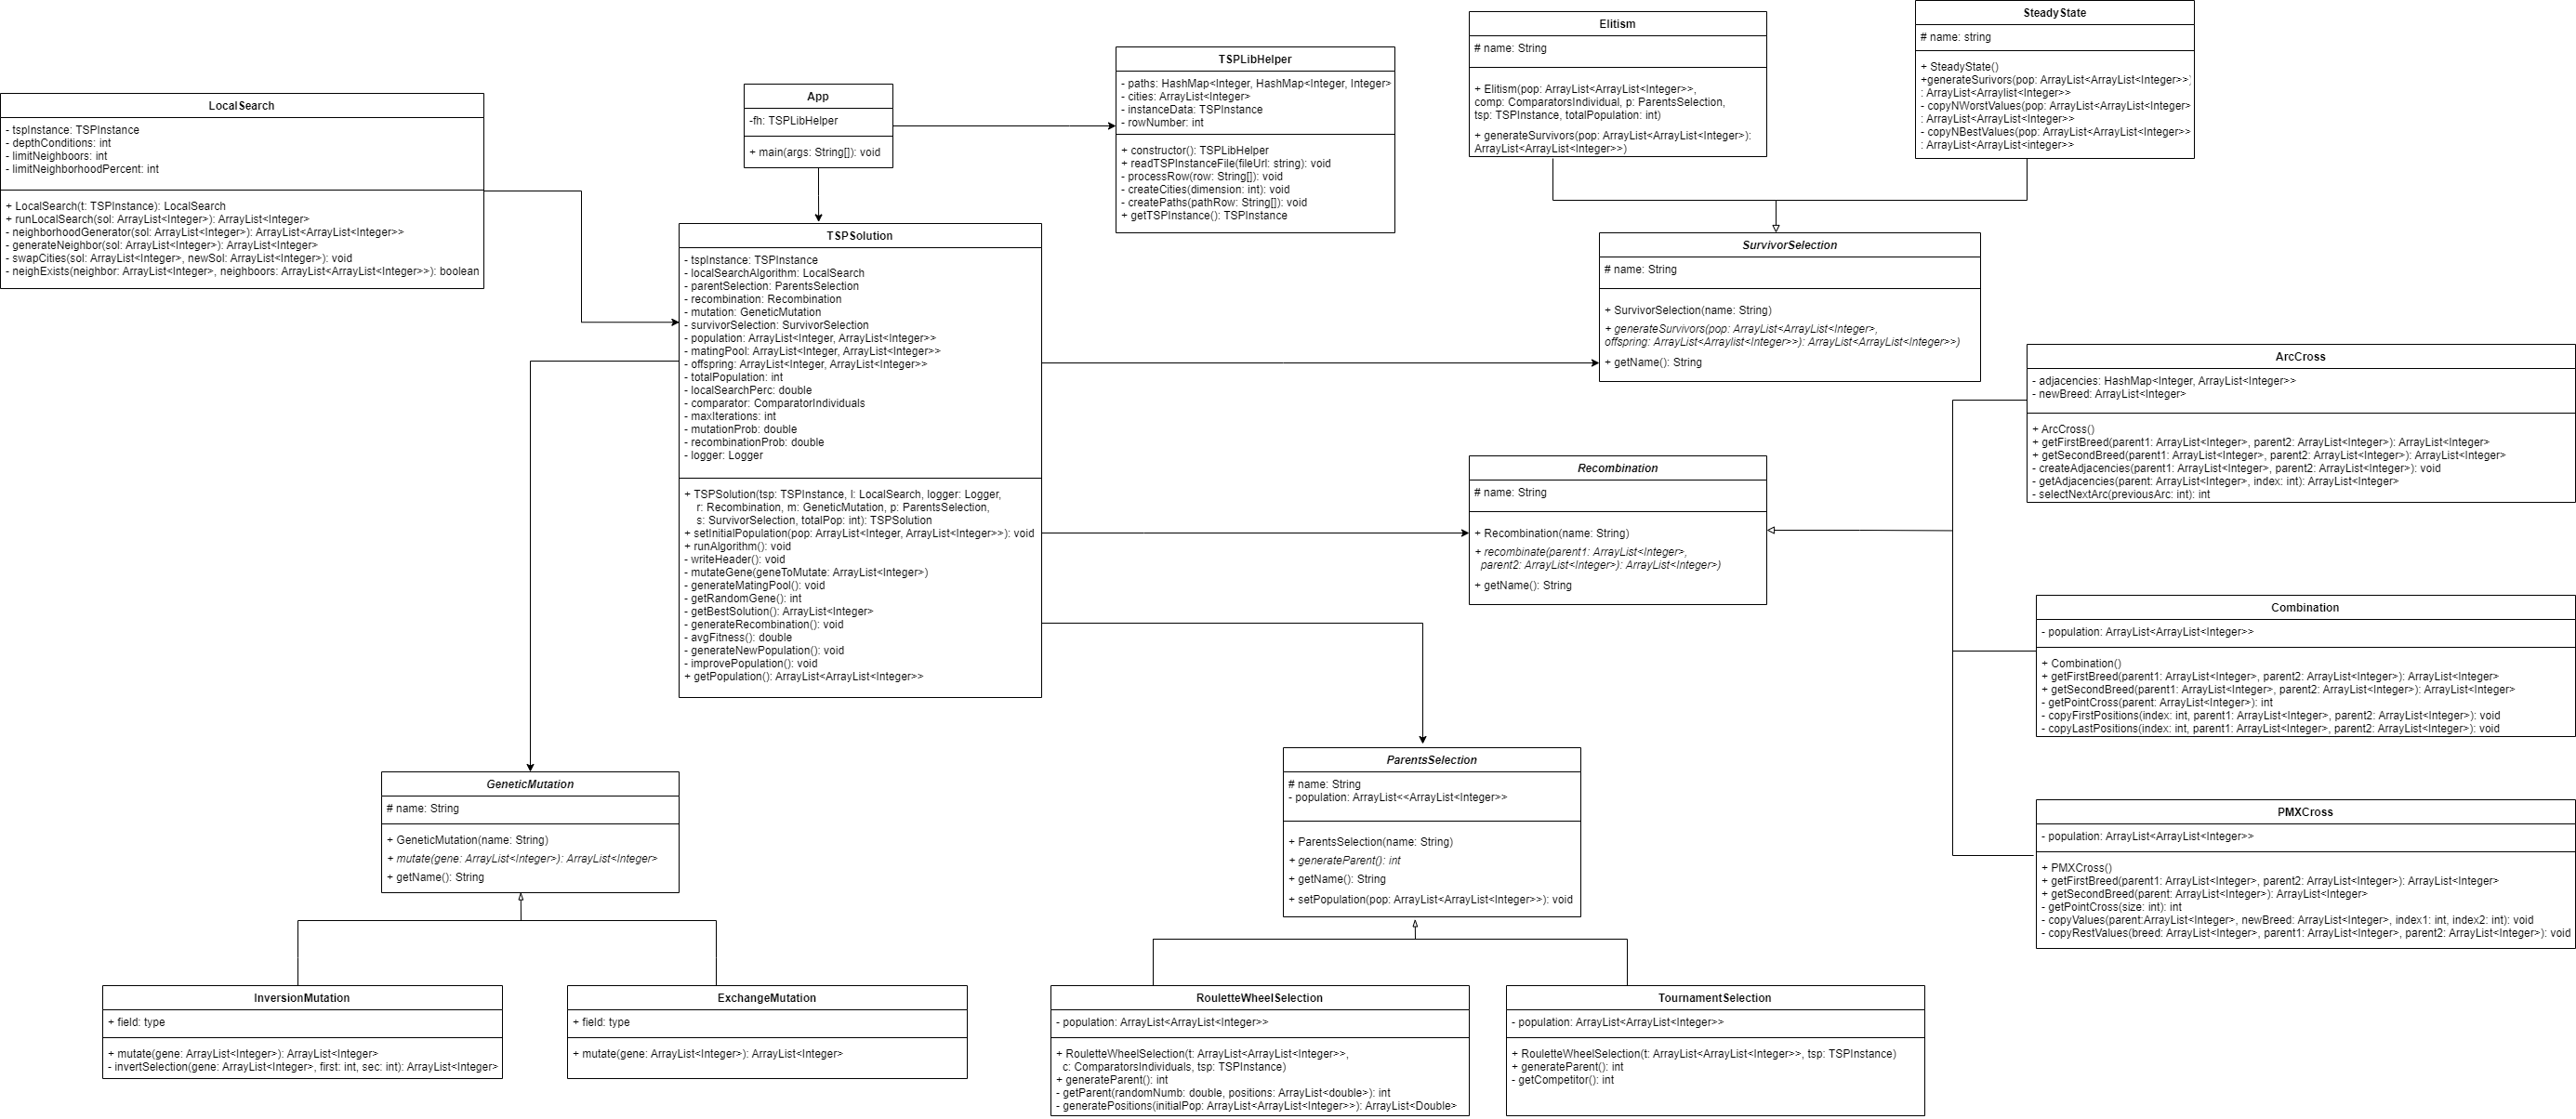 LocalSearch
- tspInstance: TSPInstance
- depthConditions: int
- limitNeighboors: int
- limitNeighborhoodPercent: int
+ LocalSearch(t: TSPInstance): LocalSearch
+ runLocalSearch(sol: ArrayList<Integer>): ArrayList<Integer>
- neighborhoodGenerator(sol: ArrayList<Integer>): ArrayList<ArrayList<Integer>>
- generateNeighbor(sol: ArrayList<Integer>): ArrayList<Integer>
- swapCities(sol: ArrayList<Integer>, newSol: ArrayList<Integer>): void
- neighExists(neighbor: ArrayList<Integer>, neighboors: ArrayList<ArrayList<Integer>>): boolean
App
-fh: TSPLibHelper
+ main(args: String[]): void
TSPLibHelper
- paths: HashMap<Integer, HashMap<Integer, Integer>
- cities: ArrayList<Integer>
- instanceData: TSPInstance
- rowNumber: int
+ constructor(): TSPLibHelper
+ readTSPInstanceFile(fileUrl: string): void
- processRow(row: String[]): void
- createCities(dimension: int): void
- createPaths(pathRow: String[]): void
+ getTSPInstance(): TSPInstance
Elitism
# name: String
+ Elitism(pop: ArrayList<ArrayList<Integer>>,
comp: ComparatorsIndividual, p: ParentsSelection,
tsp: TSPInstance, totalPopulation: int)
+ generateSurvivors(pop: ArrayList<ArrayList<Integer>):
ArrayList<ArrayList<Integer>>)
SteadyState
# name: string
+ SteadyState()
+generateSurivors(pop: ArrayList<ArrayList<Integer>>)
: ArrayList<Arraylist<Integer>>
- copyNWorstValues(pop: ArrayList<ArrayList<Integer>
: ArrayList<ArrayList<Integer>>
- copyNBestValues(pop: ArrayList<ArrayList<Integer>>
: ArrayList<ArrayList<integer>>
TSPSolution
- tspInstance: TSPInstance
- localSearchAlgorithm: LocalSearch
- parentSelection: ParentsSelection
- recombination: Recombination
- mutation: GeneticMutation
- survivorSelection: SurvivorSelection
- population: ArrayList<Integer, ArrayList<Integer>>
- matingPool: ArrayList<Integer, ArrayList<Integer>>
- offspring: ArrayList<Integer, ArrayList<Integer>>
- totalPopulation: int
- localSearchPerc: double
- comparator: ComparatorIndividuals
- maxIterations: int
- mutationProb: double
- recombinationProb: double
- logger: Logger
+ TSPSolution(tsp: TSPInstance, l: LocalSearch, logger: Logger,
r: Recombination, m: GeneticMutation, p: ParentsSelection,
s: SurvivorSelection, totalPop: int): TSPSolution
+ setInitialPopulation(pop: ArrayList<Integer, ArrayList<Integer>>): void
+ runAlgorithm(): void
- writeHeader(): void
- mutateGene(geneToMutate: ArrayList<Integer>)
- generateMatingPool(): void
- getRandomGene(): int
- getBestSolution(): ArrayList<Integer>
- generateRecombination(): void
- avgFitness(): double
- generateNewPopulation(): void
- improvePopulation(): void
+ getPopulation(): ArrayList<ArrayList<Integer>>
SurvivorSelection
# name: String
+ SurvivorSelection(name: String)
+ generateSurvivors(pop: ArrayList<ArrayList<Integer>,
offspring: ArrayList<Arraylist<Integer>>): ArrayList<ArrayList<Integer>>)
+ getName(): String
ArcCross
- adjacencies: HashMap<Integer, ArrayList<Integer>>
- newBreed: ArrayList<Integer>
+ ArcCross()
+ getFirstBreed(parent1: ArrayList<Integer>, parent2: ArrayList<Integer>): ArrayList<Integer>
+ getSecondBreed(parent1: ArrayList<Integer>, parent2: ArrayList<Integer>): ArrayList<Integer>
- createAdjacencies(parent1: ArrayList<Integer>, parent2: ArrayList<Integer>): void
- getAdjacencies(parent: ArrayList<Integer>, index: int): ArrayList<Integer>
- selectNextArc(previousArc: int): int
Recombination
# name: String
+ Recombination(name: String)
+ recombinate(parent1: ArrayList<Integer>,
parent2: ArrayList<Integer>): ArrayList<Integer>)
+ getName(): String
Combination
- population: ArrayList<ArrayList<Integer>>
+ Combination()
+ getFirstBreed(parent1: ArrayList<Integer>, parent2: ArrayList<Integer>): ArrayList<Integer>
+ getSecondBreed(parent1: ArrayList<Integer>, parent2: ArrayList<Integer>): ArrayList<Integer>
- getPointCross(parent: ArrayList<Integer>): int
- copyFirstPositions(index: int, parent1: ArrayList<Integer>, parent2: ArrayList<Integer>): void
- copyLastPositions(index: int, parent1: ArrayList<Integer>, parent2: ArrayList<Integer>): void
GeneticMutation
# name: String
+ GeneticMutation(name: String)
+ mutate(gene: ArrayList<Integer>): ArrayList<Integer>
+ getName(): String
ParentsSelection
# name: String
- population: ArrayList<<ArrayList<Integer>>
+ ParentsSelection(name: String)
+ generateParent(): int
+ getName(): String
+ setPopulation(pop: ArrayList<ArrayList<Integer>>): void
PMXCross
- population: ArrayList<ArrayList<Integer>>
+ PMXCross()
+ getFirstBreed(parent1: ArrayList<Integer>, parent2: ArrayList<Integer>): ArrayList<Integer>
+ getSecondBreed(parent: ArrayList<Integer>): ArrayList<Integer>
- getPointCross(size: int): int
- copyValues(parent:ArrayList<Integer>, newBreed: ArrayList<Integer>, index1: int, index2: int): void
- copyRestValues(breed: ArrayList<Integer>, parent1: ArrayList<Integer>, parent2: ArrayList<Integer>): void
InversionMutation
+ field: type
+ mutate(gene: ArrayList<Integer>): ArrayList<Integer>
- invertSelection(gene: ArrayList<Integer>, first: int, sec: int): ArrayList<Integer>
ExchangeMutation
+ field: type
+ mutate(gene: ArrayList<Integer>): ArrayList<Integer>
RouletteWheelSelection
- population: ArrayList<ArrayList<Integer>>
+ RouletteWheelSelection(t: ArrayList<ArrayList<Integer>>,
c: ComparatorsIndividuals, tsp: TSPInstance)
+ generateParent(): int
- getParent(randomNumb: double, positions: ArrayList<double>): int
- generatePositions(initialPop: ArrayList<ArrayList<Integer>>): ArrayList<Double>
TournamentSelection
- population: ArrayList<ArrayList<Integer>>
+ RouletteWheelSelection(t: ArrayList<ArrayList<Integer>>, tsp: TSPInstance)
+ generateParent(): int
- getCompetitor(): int